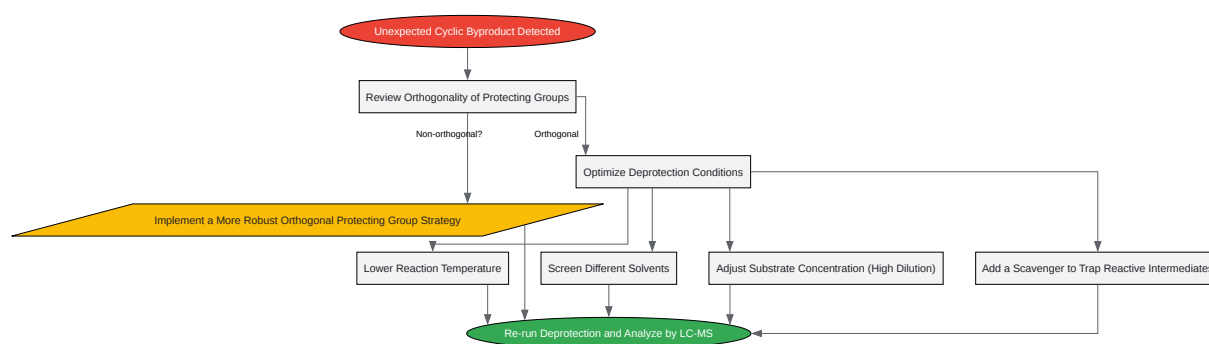 Unexpected Cyclic Byproduct Detected
Review Orthogonality of Protecting Groups
Non-orthogonal?
Orthogonal
Optimize Deprotection Conditions
Implement a More Robust Orthogonal Protecting Group Strategy
Lower Reaction Temperature
Screen Different Solvents
Adjust Substrate Concentration (High Dilution)
Add a Scavenger to Trap Reactive Intermediates
Re-run Deprotection and Analyze by LC-MS